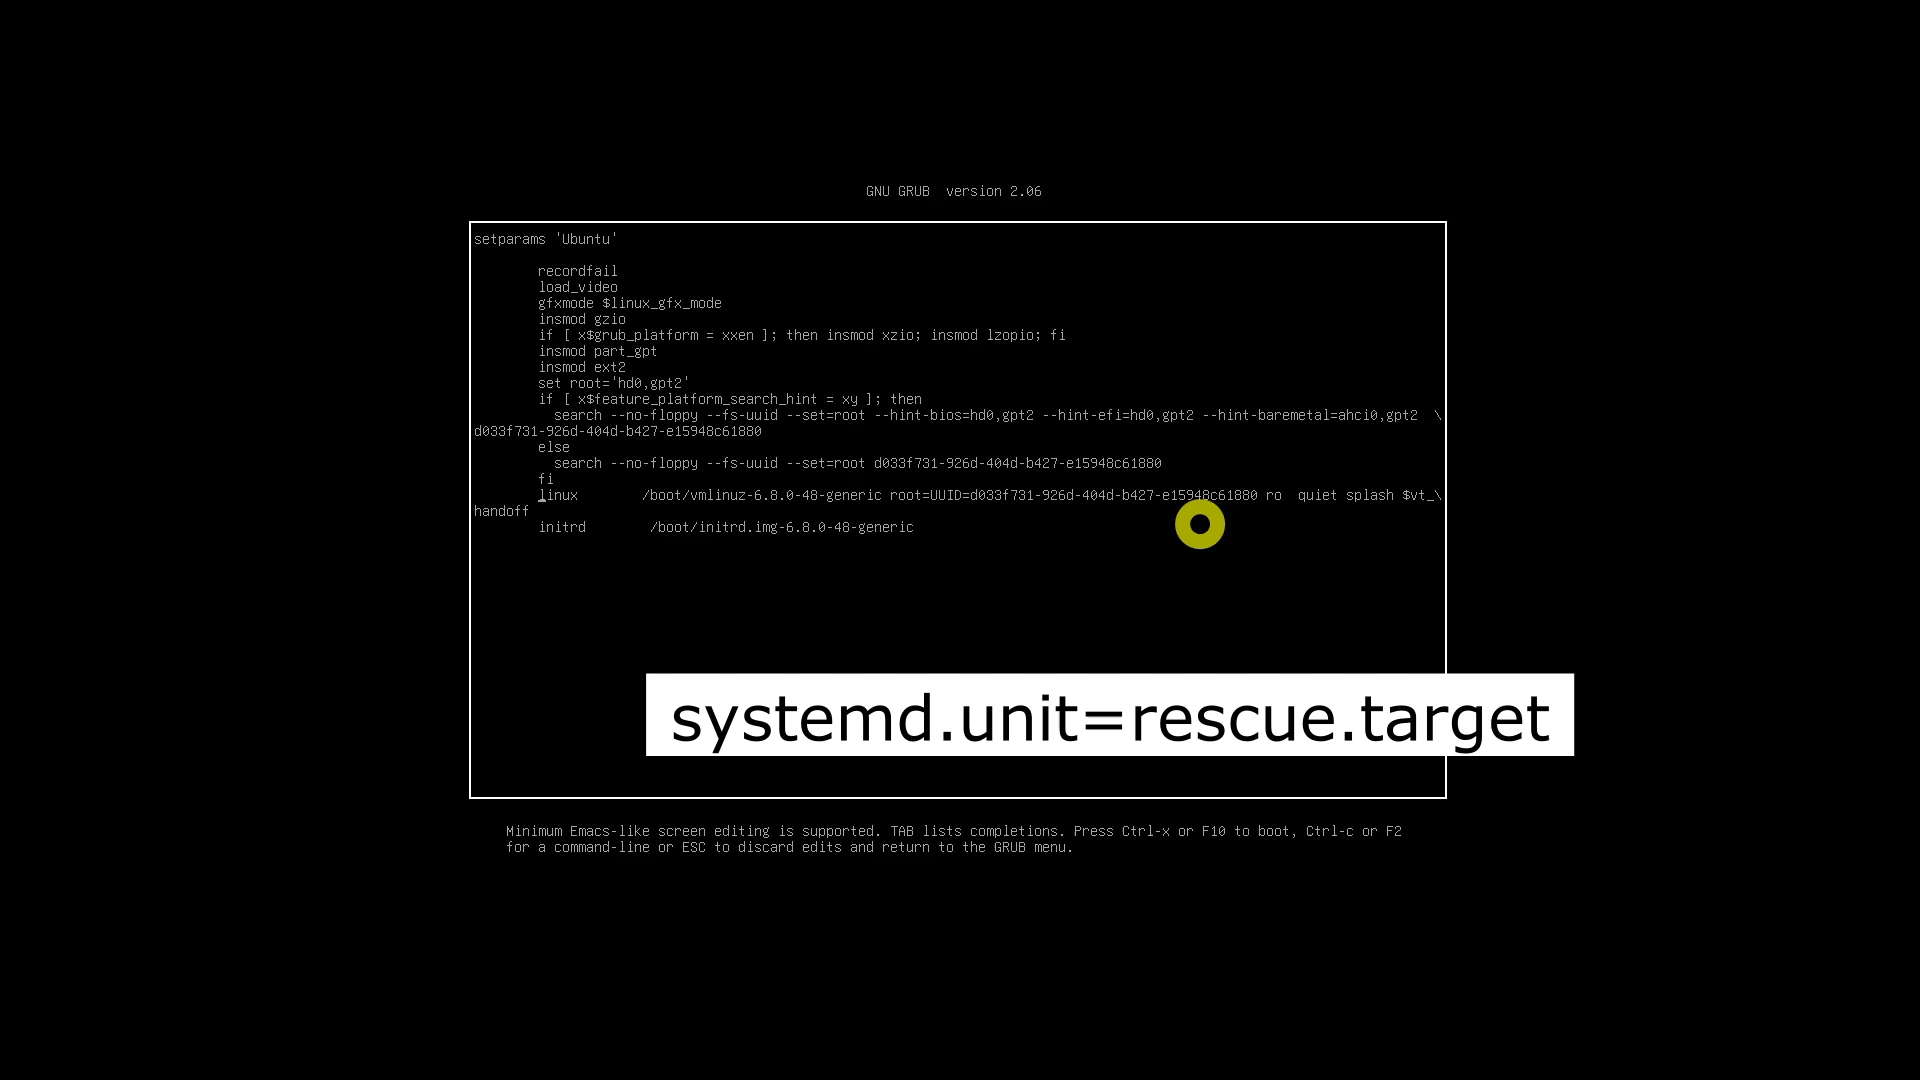 GNU GRUB  version 2.06
setparams 'Ubuntu'
recordfail
load_video
gfxmode $linux_gfx_mode
insmod gzio
if [ x$grub_platform = xxen ]; then insmod xzio; insmod lzopio; fi
insmod part_gpt
insmod ext2
set root='hd0,gpt2'
if [ x$feature_platform_search_hint = xy ]; then
search --no-floppy --fs-uuid --set=root --hint-bios=hd0,gpt2 --hint-efi=hd0,gpt2 --hint-baremetal=ahci0,gpt2  \
d033f731-926d-404d-b427-e15948c61880
else
search --no-floppy --fs-uuid --set=root d033f731-926d-404d-b427-e15948c61880
fi
linux        /boot/vmlinuz-6.8.0-48-generic root=UUID=d033f731-926d-404d-b427-e15948c61880 ro  quiet splash $vt_\
handoff
initrd        /boot/initrd.img-6.8.0-48-generic
systemd.unit=rescue.target
Minimum Emacs-like screen editing is supported. TAB lists completions. Press Ctrl-x or F10 to boot, Ctrl-c or F2
for a command-line or ESC to discard edits and return to the GRUB menu.